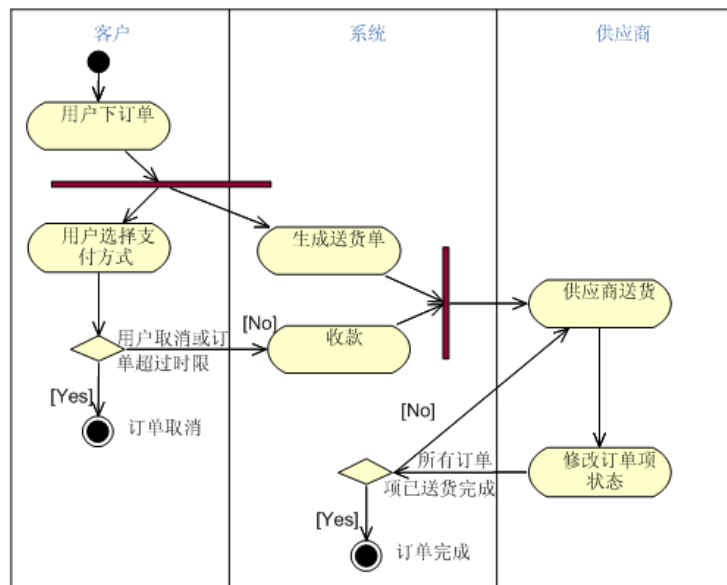 客户
系统
供应商
用户下订单
用户选择支
付方式
生成送货单
供应商送货
用户取消或订
单超过时限
[No]
收款
[Yes]
订单取消
[No]
所有订单
项已送货完成
修改订单项
状态
[Yes]
订单完成